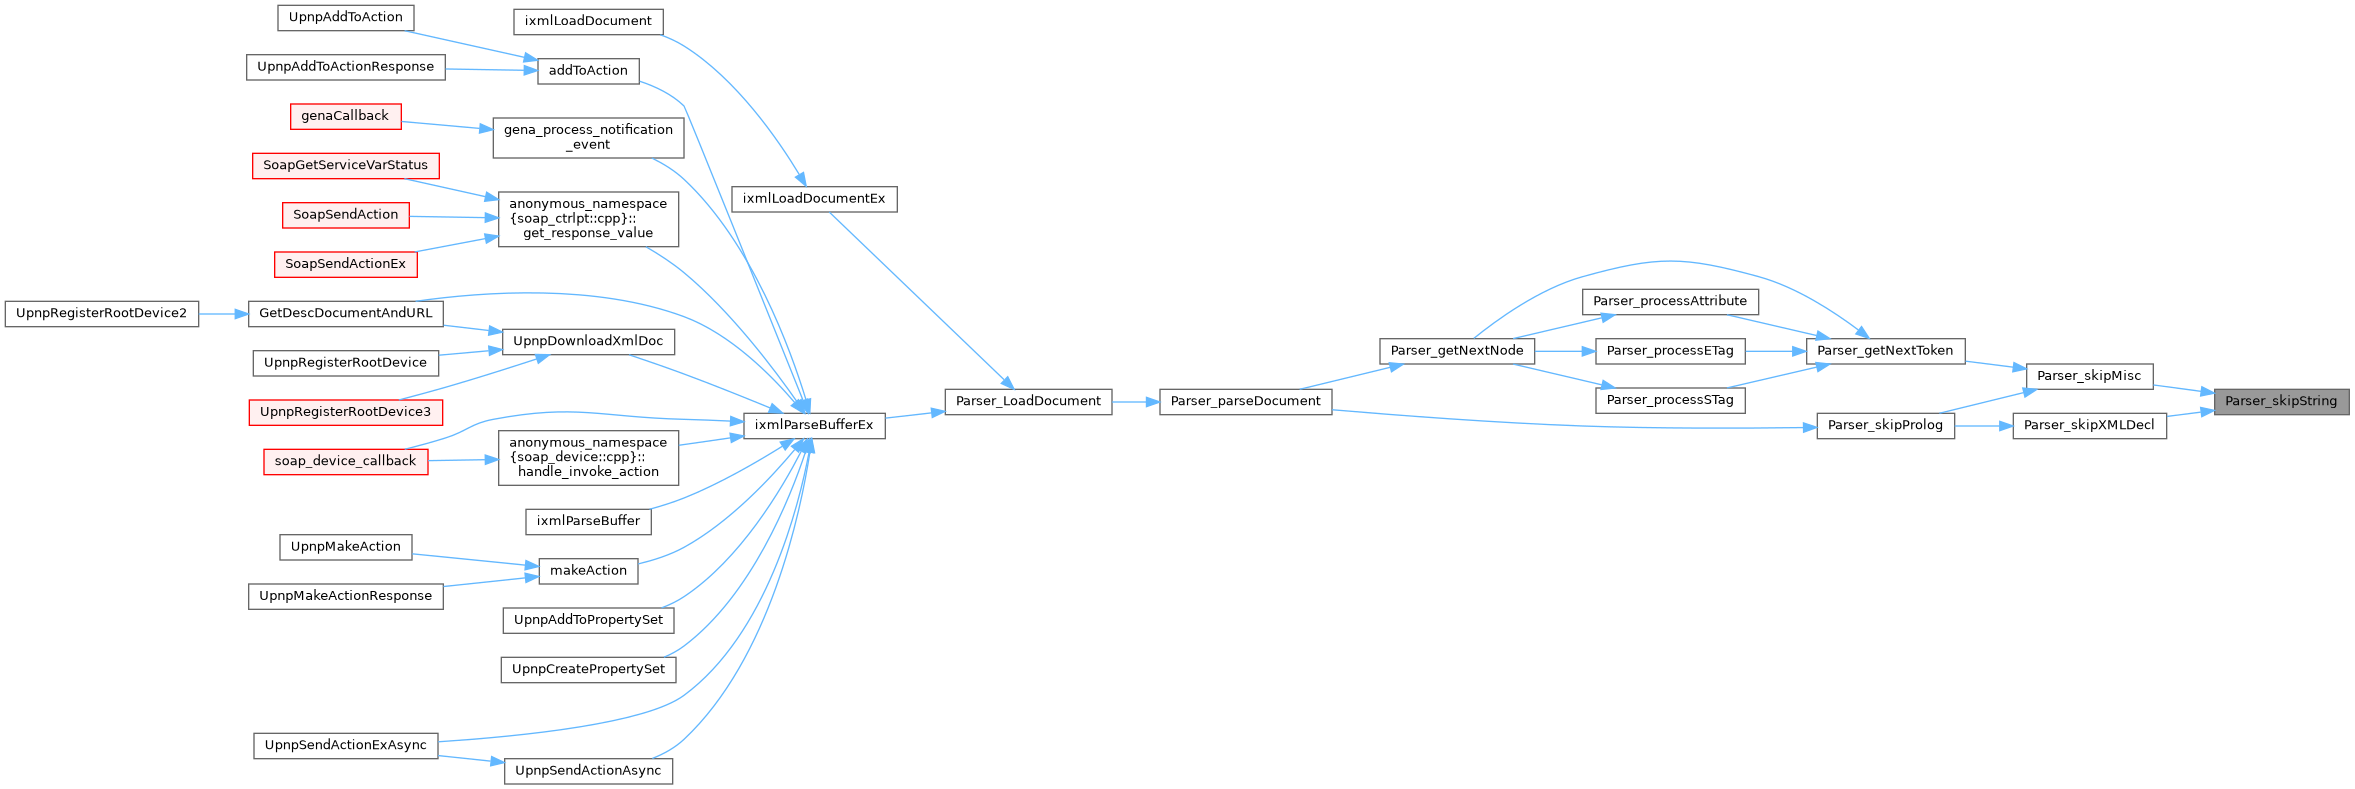 UpnpAddToAction
ixmlLoadDocument
UpnpAddToActionResponse
addToAction
genaCallback
gena_process_notification
_event
SoapGetServiceVarStatus
SoapSendAction
SoapSendActionEx
anonymous_namespace
{soap_ctrlpt::cpp}::
get_response_value
ixmlLoadDocumentEx
UpnpRegisterRootDevice2
GetDescDocumentAndURL
UpnpDownloadXmlDoc
UpnpRegisterRootDevice
UpnpRegisterRootDevice3
soap_device_callback
anonymous_namespace
{soap_device::cpp}::
handle_invoke_action
ixmlParseBufferEx
Parser_LoadDocument
Parser_parseDocument
Parser_getNextNode
Parser_processAttribute
Parser_processETag
Parser_processSTag
Parser_getNextToken
Parser_skipMisc
Parser_skipProlog
Parser_skipXMLDecl
Parser_skipString
ixmlParseBuffer
UpnpMakeAction
makeAction
UpnpMakeActionResponse
UpnpAddToPropertySet
UpnpCreatePropertySet
UpnpSendActionExAsync
UpnpSendActionAsync